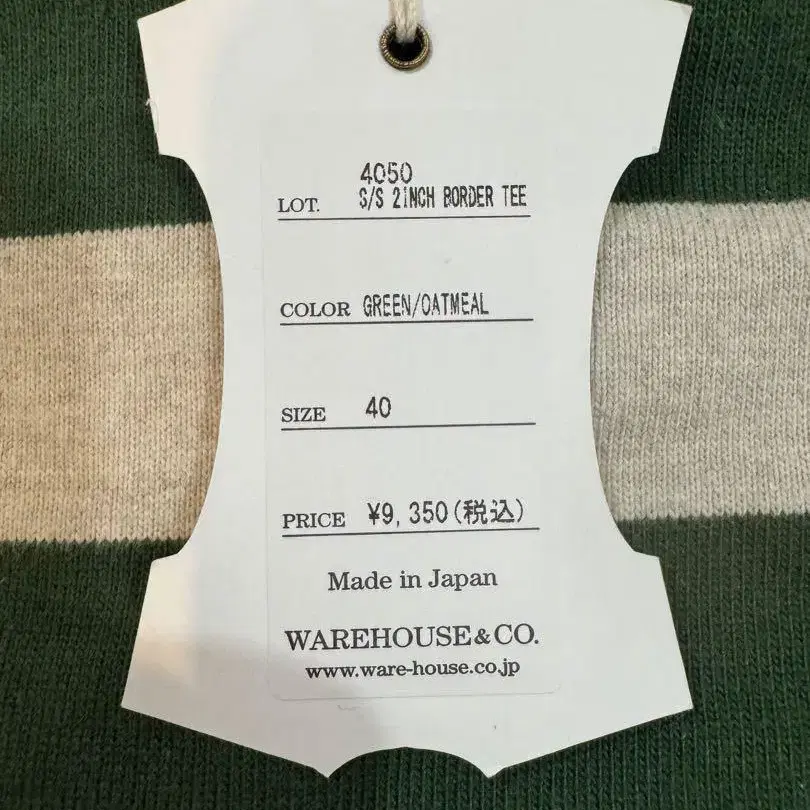 4050
LOT. S/S 2INCH BORDER TEE
COLOR GREEN/OATMEAL
SIZE 40
PRICE ¥9,350(税込)
Made in Japan
WAREHOUSE & CO.
www.ware-house.co.jp